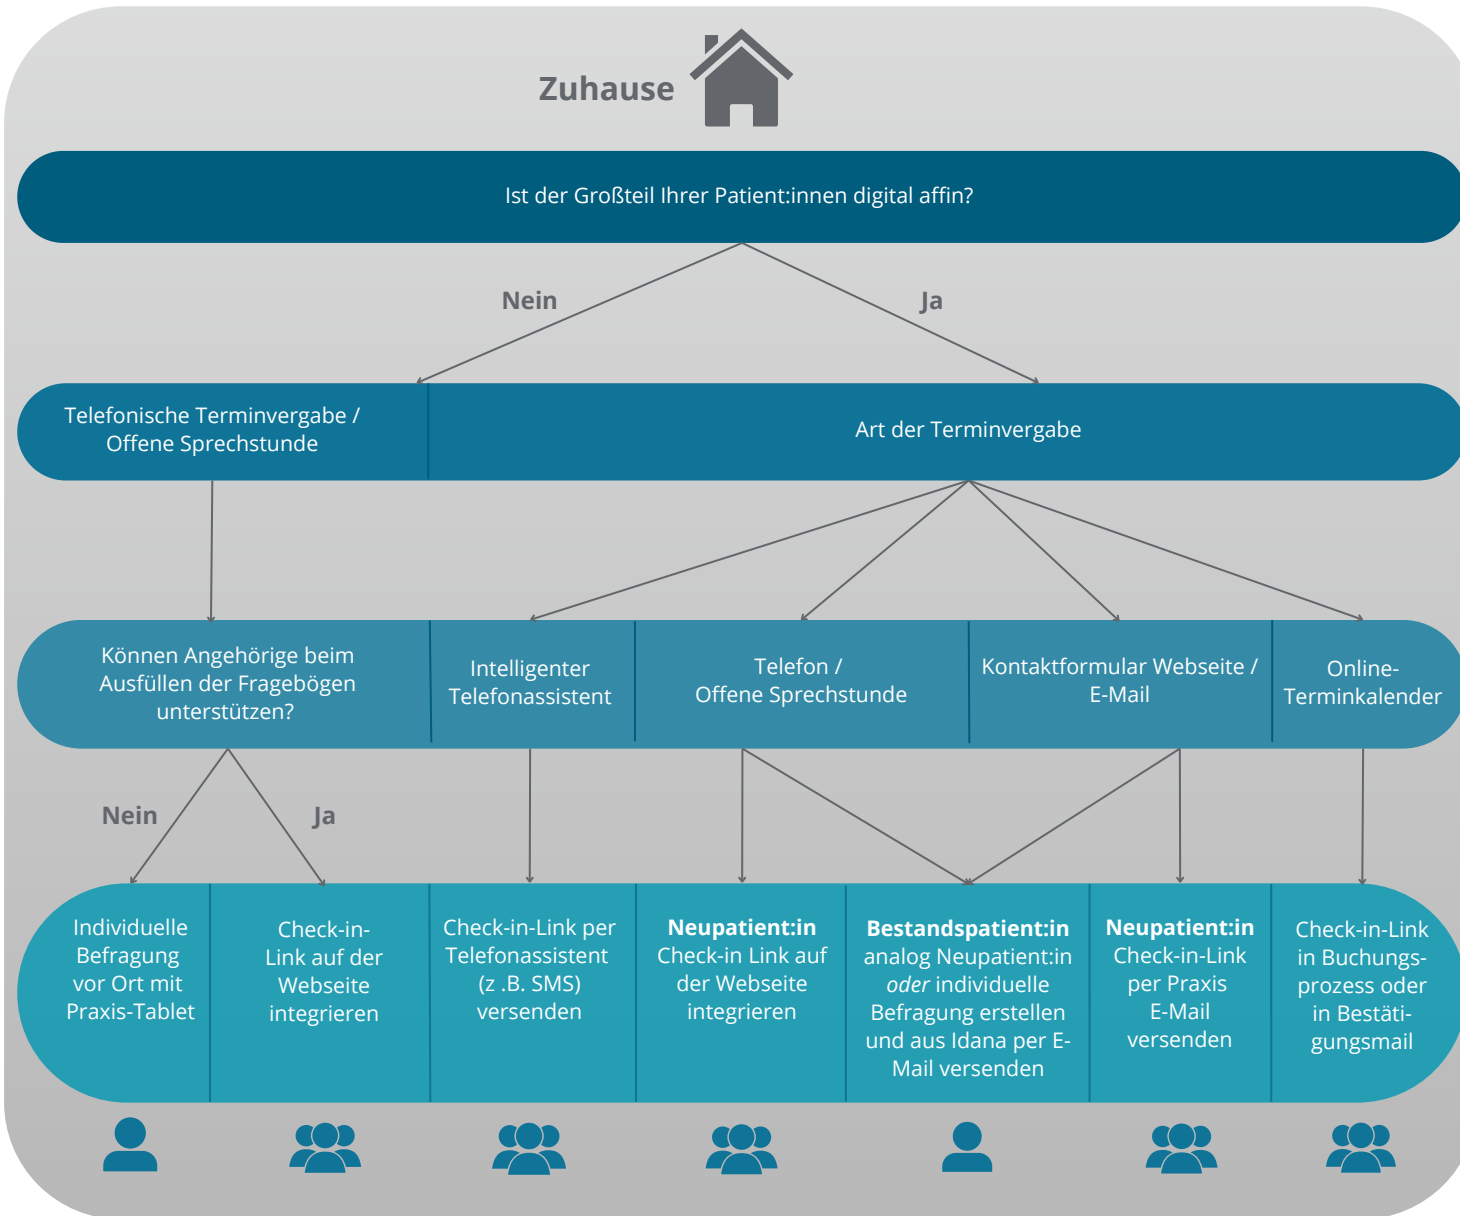 Zuhause
Ist der Großteil Ihrer Patient:innen digital affin?
Nein
Ja
Telefonische Terminvergabe /
Offene Sprechstunde
Art der Terminvergabe
Können Angehörige beim
Ausfüllen der Fragebögen
unterstützen?
Intelligenter
Telefonassistent
Telefon /
Offene Sprechstunde
Kontaktformular Webseite /
E-Mail
Online-
Terminkalender
Nein
Ja
Individuelle
Befragung
vor Ort mit
Praxis-Tablet
Check-in-
Link auf der
Webseite
integrieren
Check-in-Link per
Telefonassistent
(z .B. SMS)
versenden
Neupatient:in
Check-in Link auf
der Webseite
integrieren
Bestandspatient:in
analog Neupatient:in
oder individuelle
Befragung erstellen
und aus Idana per E-
Mail versenden
Neupatient:in
Check-in-Link
per Praxis
E-Mail
versenden
Check-in-Link
in Buchungs-
prozess oder
in Bestäti-
gungsmail